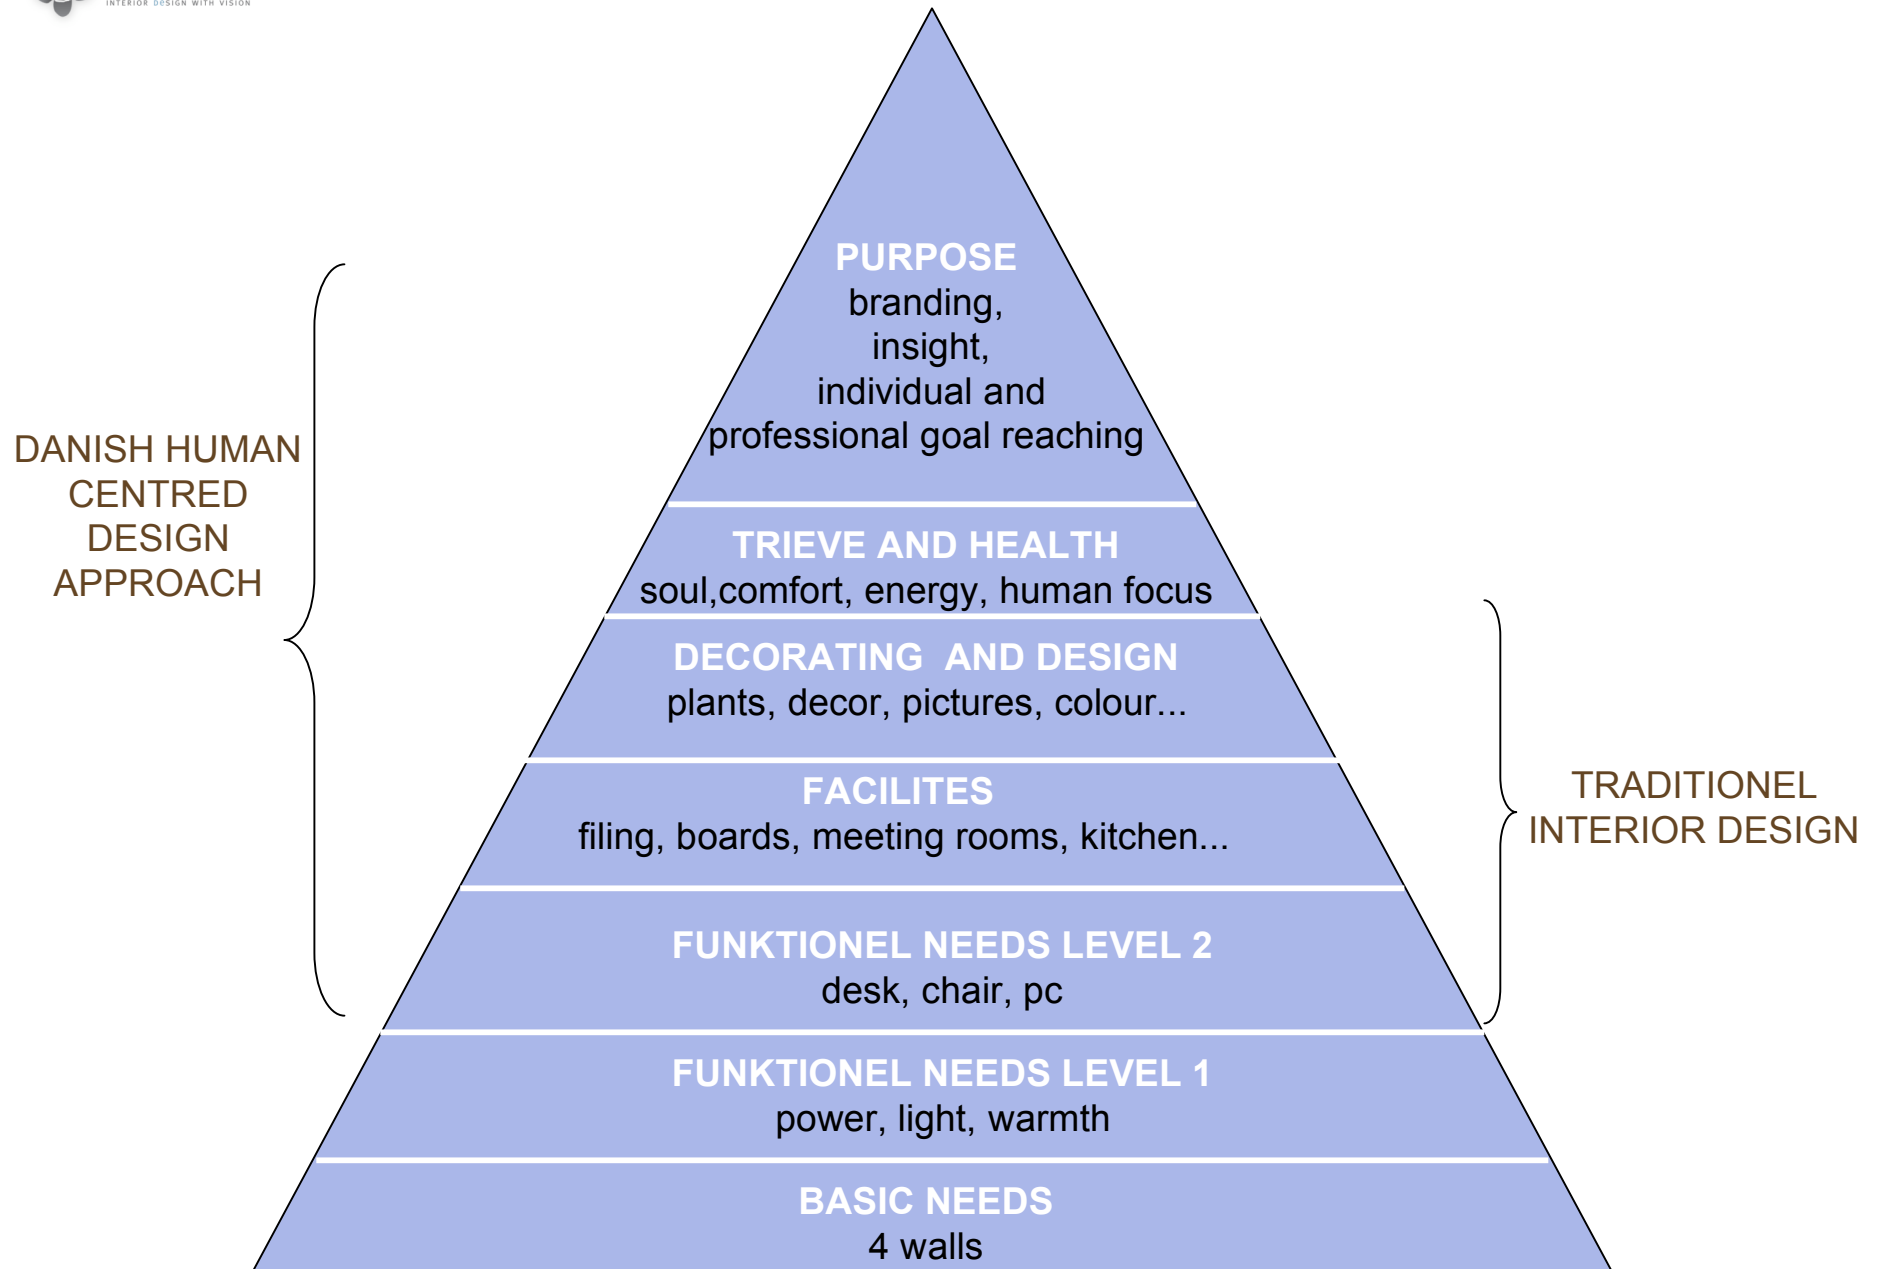 INTERIOR DeSIGN WITH VISION
PURPOSE
branding,
insight,
individual and
professional goal reaching
DANISH HUMAN
CENTRED
DESIGN
APPROACH
TRIEVE AND HEALTH
soul,comfort, energy, human focus
DECORATING  AND DESIGN
plants, decor, pictures, colour...
FACILITES
filing, boards, meeting rooms, kitchen...
TRADITIONEL
INTERIOR DESIGN
FUNKTIONEL NEEDS LEVEL 2
desk, chair, pc
FUNKTIONEL NEEDS LEVEL 1
power, light, warmth
BASIC NEEDS
4 walls